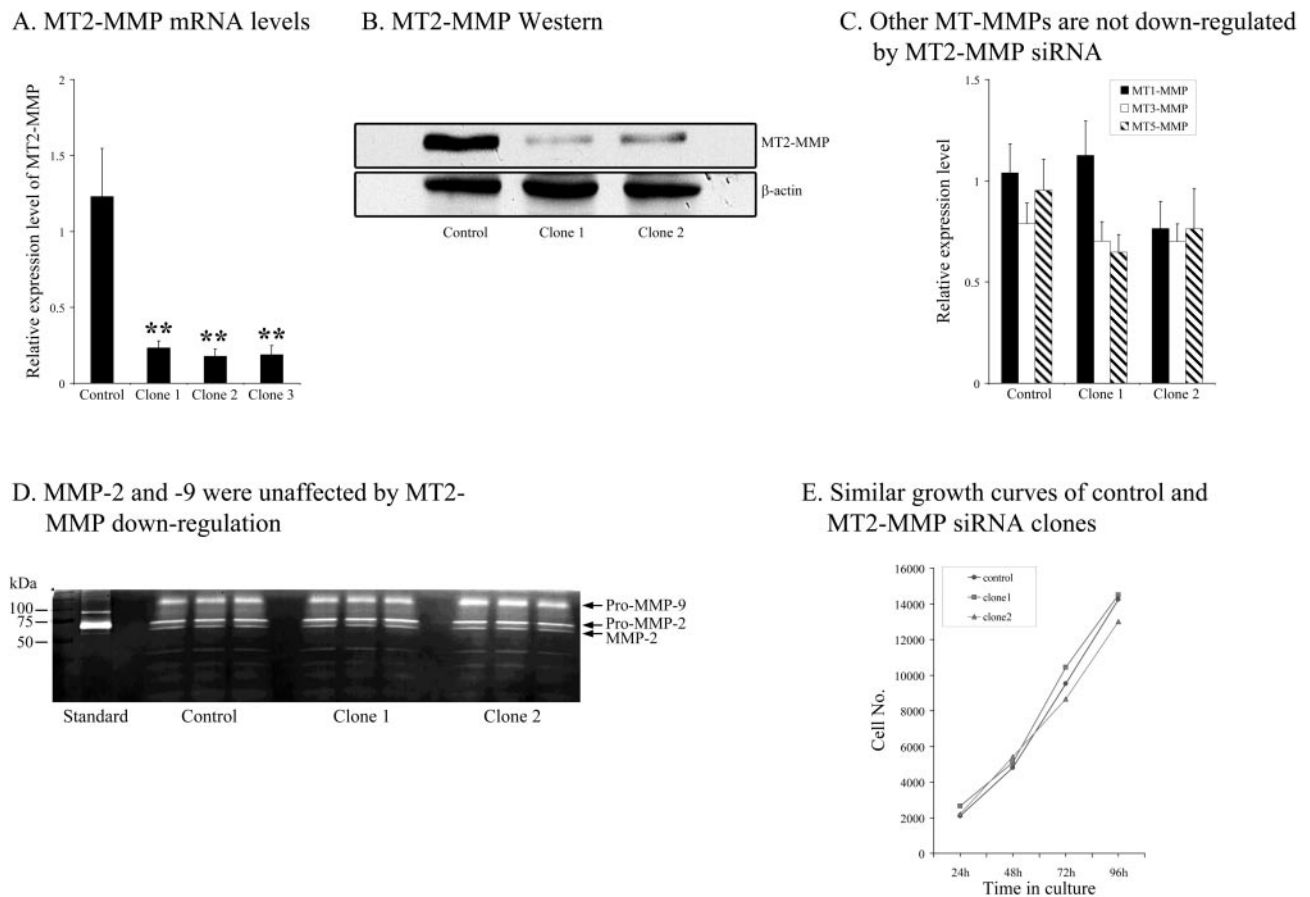 A. MT2-MMP mRNA levels
Relative expression level of MT2-MMP
2
1.5
1
0.5
0
**
**
**
Control Clone 1 Clone 2 Clone 3
B. MT2-MMP Western
MT2-MMP
β-actin
Control Clone 1 Clone 2
C. Other MT-MMPs are not down-regulated
by MT2-MMP siRNA
Relative expression level
1.5
1
0.5
0
MT1-MMP
MT3-MMP
MT5-MMP
Control Clone 1 Clone 2
D. MMP-2 and -9 were unaffected by MT2-
MMP down-regulation
kDa
100
75
50
Pro-MMP-9
Pro-MMP-2
MMP-2
Standard Control Clone 1 Clone 2
E. Similar growth curves of control and
MT2-MMP siRNA clones
Cell No.
16000
14000
12000
10000
8000
6000
4000
2000
0
control
clone1
clone2
24h 48h 72h 96h
Time in culture